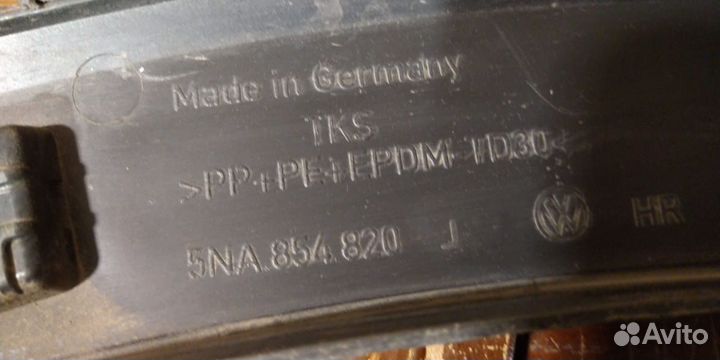 Made in Germany
TKS
>PP+PE+EPDM-TD30<
5NA 854 820 J
HR
Avito